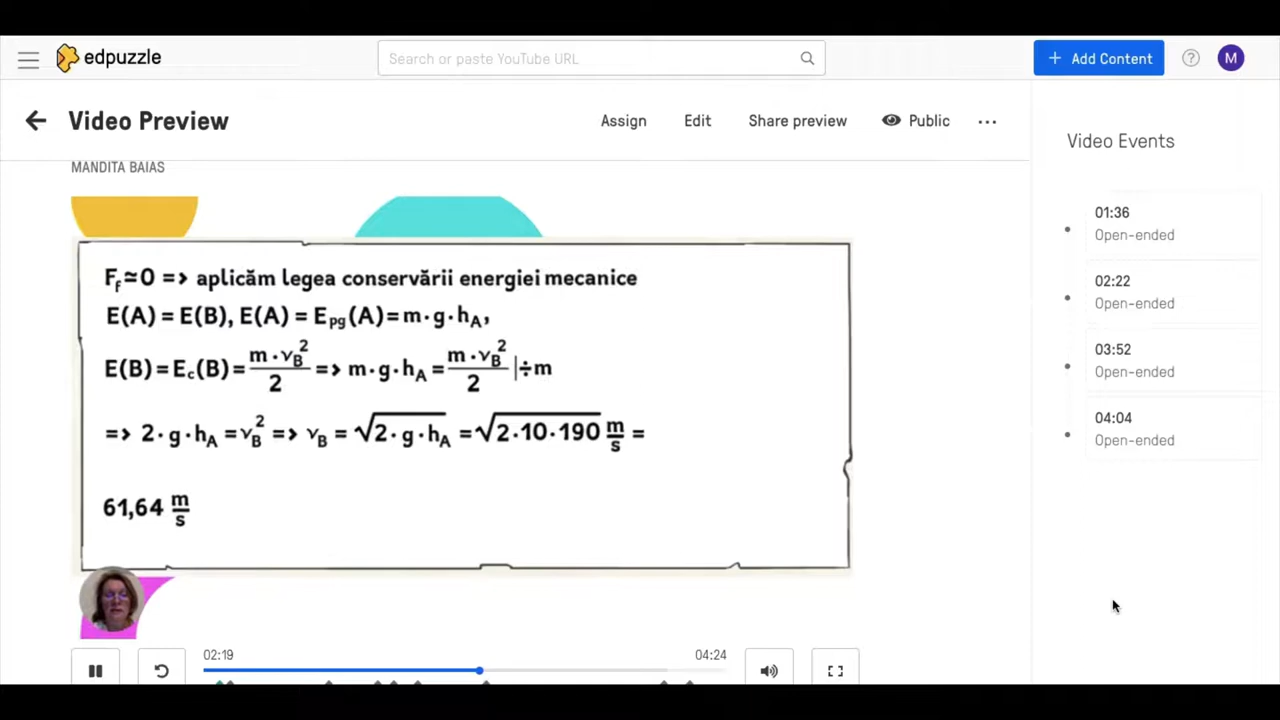 edpuzzle
Search or paste YouTube URL
+ Add Content
?
M
Video Preview
Assign
Edit
Share preview
Public
...
Video Events
MANDITA BAIAS
01:36
Open-ended
02:22
Open-ended
03:52
Open-ended
04:04
Open-ended
F_f≃0 => aplicăm legea conservării energiei mecanice
E(A) = E(B), E(A) = E_pg(A)=m·g·h_A,
E(B)=E_c(B)=m·v_B²/2 => m·g·h_A=m·v_B²/2 |÷m
=> 2·g·h_A=v_B² => v_B = √2·g·h_A =√2·10·190 m/s =
61,64 m/s
02:19
04:24